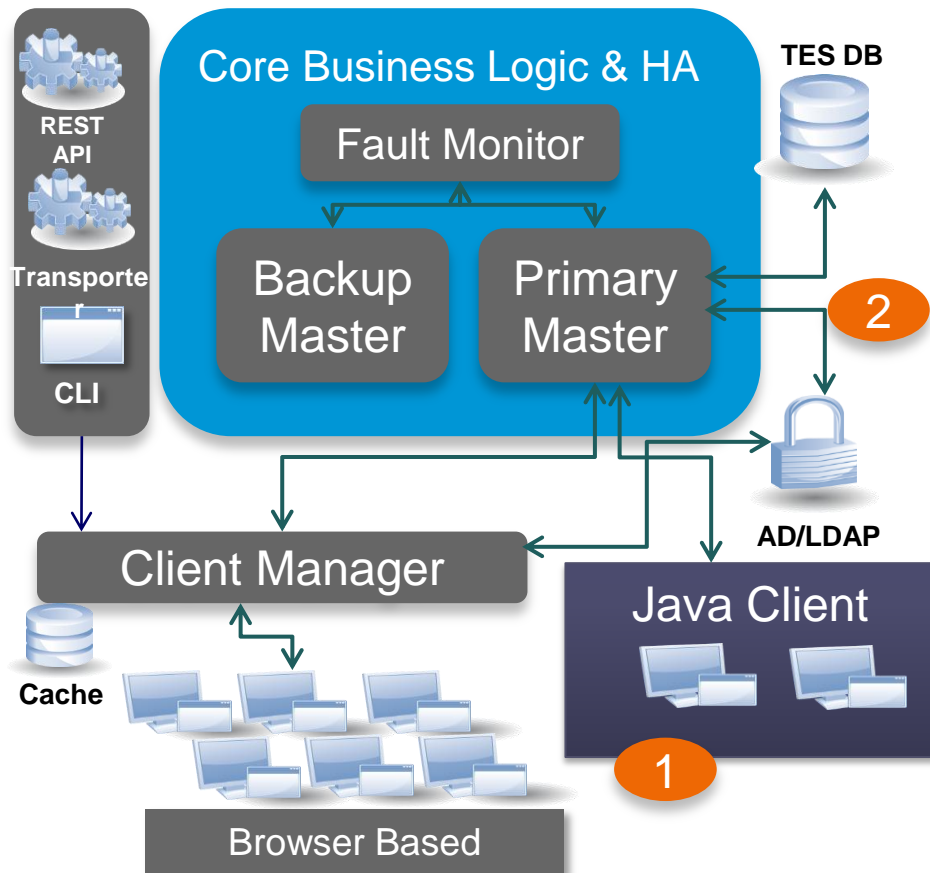 REST
API
Transporte
r
CLI
Core Business Logic & HA
Fault Monitor
Backup
Master
Primary
Master
TES DB
2
AD/LDAP
Client Manager
Cache
Java Client
1
Browser Based